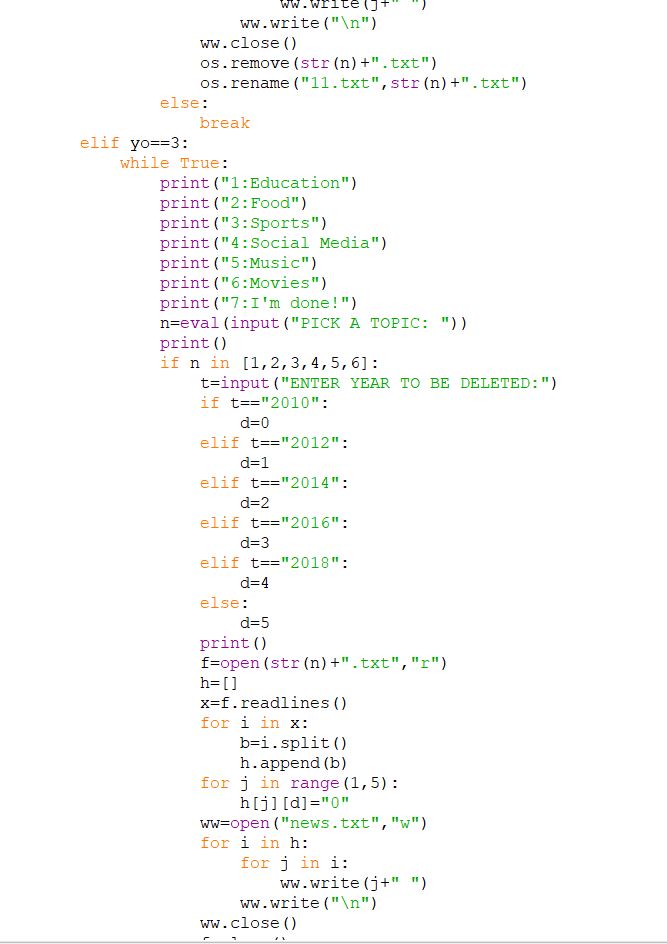 ww.write(j+" ")
ww.write("\n")
ww.close()
os.remove(str(n)+".txt")
os.rename("11.txt",str(n)+".txt")
else:
break
elif yo==3:
while True:
print("1:Education")
print("2:Food")
print("3:Sports")
print("4:Social Media")
print("5:Music")
print("6:Movies")
print("7:I'm done!")
n=eval(input("PICK A TOPIC: "))
print()
if n in [1,2,3,4,5,6]:
t=input("ENTER YEAR TO BE DELETED:")
if t=="2010":
d=0
elif t=="2012":
d=1
elif t=="2014":
d=2
elif t=="2016":
d=3
elif t=="2018":
d=4
else:
d=5
print()
f=open(str(n)+".txt","r")
h=[]
x=f.readlines()
for i in x:
b=i.split()
h.append(b)
for j in range(1,5):
h[j][d]="0"
ww=open("news.txt","w")
for i in h:
for j in i:
ww.write(j+" ")
ww.write("\n")
ww.close()